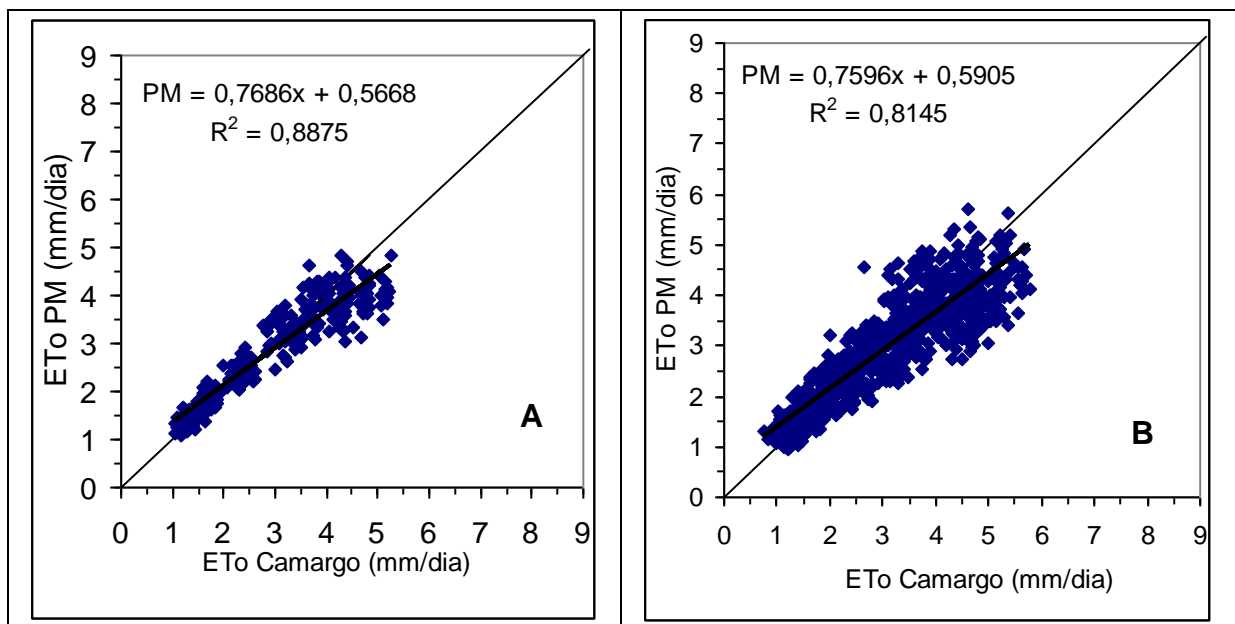 PM = 0,7686x + 0,5668
R² = 0,8875
ETo PM (mm/dia)
9
8
7
6
5
4
3
2
1
0
A
0 1 2 3 4 5 6 7 8 9
ETo Camargo (mm/dia)
PM = 0,7596x + 0,5905
R² = 0,8145
ETo PM (mm/dia)
9
8
7
6
5
4
3
2
1
0
B
0 1 2 3 4 5 6 7 8 9
ETo Camargo (mm/dia)